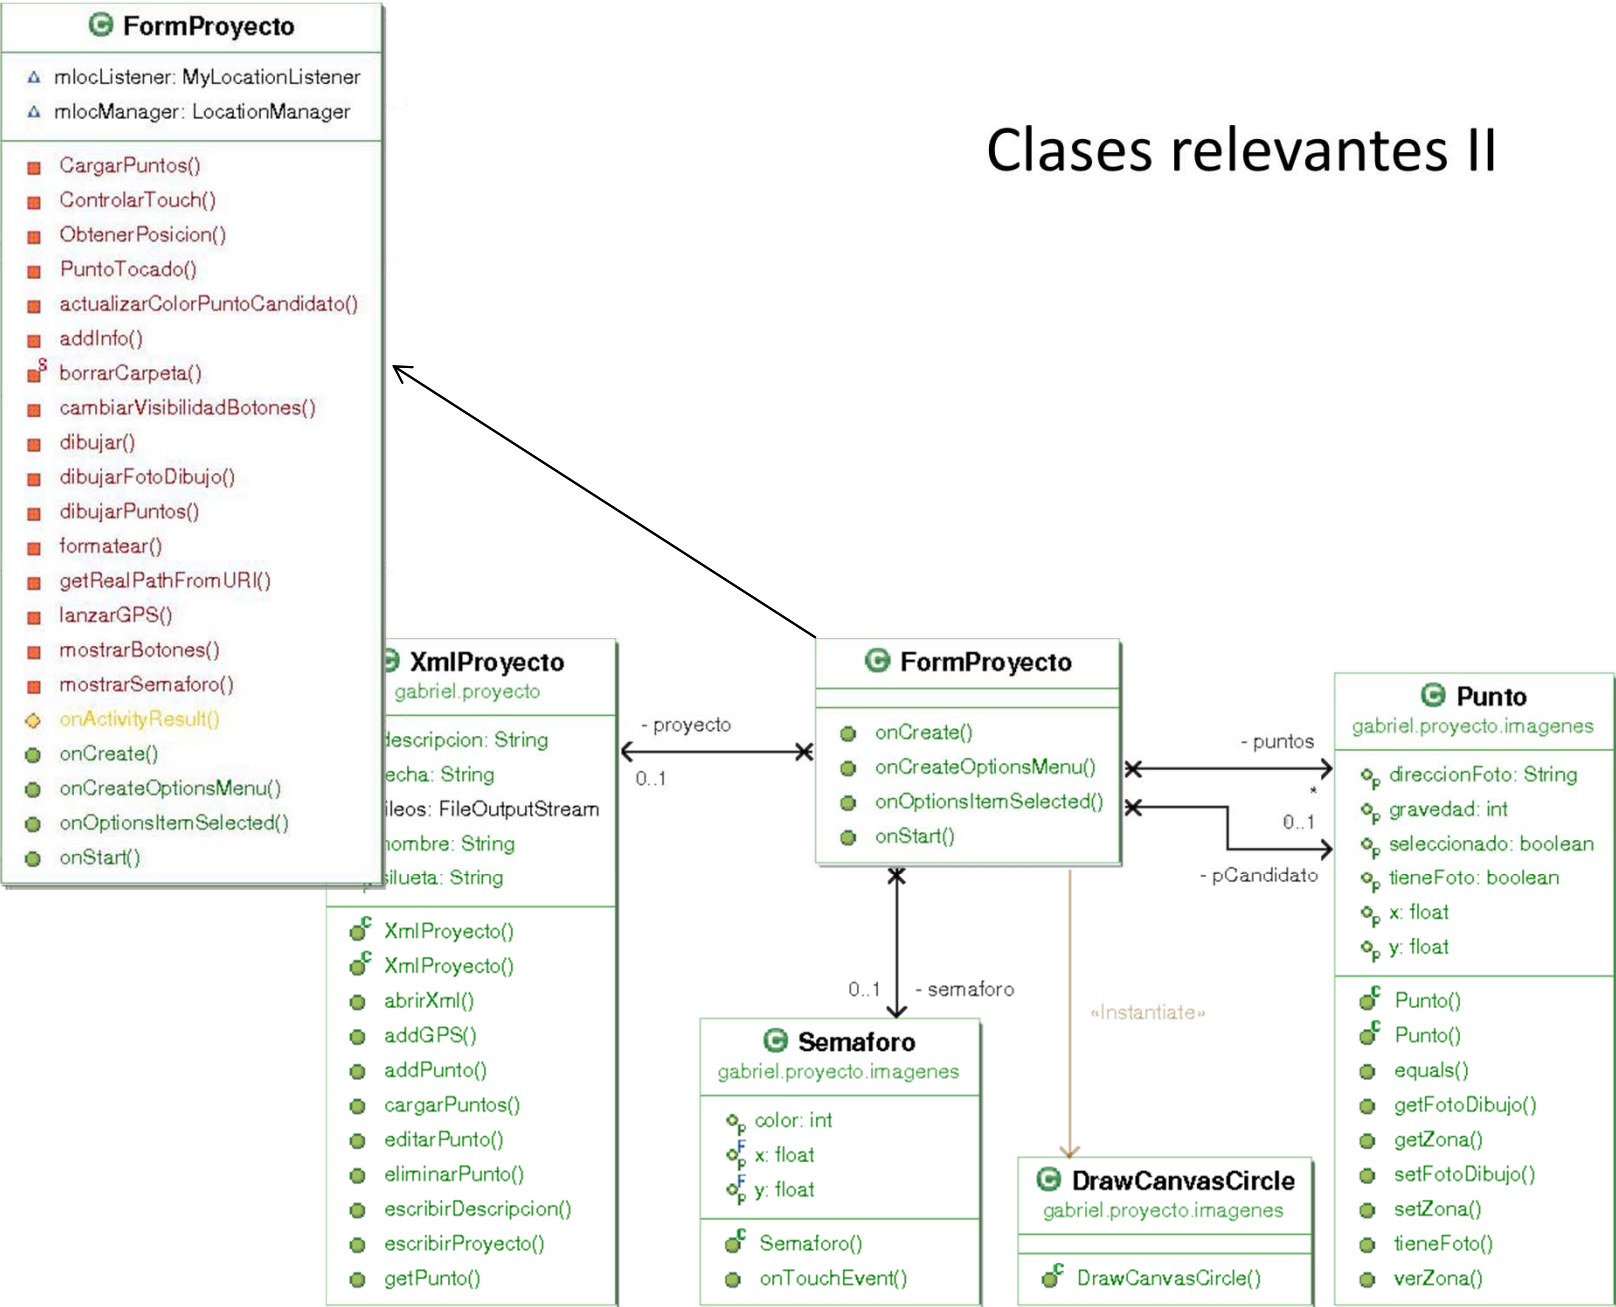 FormProyecto
mlocListener: MyLocationListener
mlocManager: LocationManager
CargarPuntos()
ControlarTouch()
ObtenerPosicion()
PuntoTocado()
actualizarColorPuntoCandidato()
addInfo()
borrarCarpeta()
cambiarVisibilidadBotones()
dibujar()
dibujarFotoDibujo()
dibujarPuntos()
formatear()
getRealPathFromURI()
lanzarGPS()
mostrarBotones()
mostrarSemaforo()
onActivityResult()
onCreate()
onCreateOptionsMenu()
onOptionsItemSelected()
onStart()
Clases relevantes II
XmlProyecto
gabriel.proyecto
descripcion: String
echa: String
ileos: FileOutputStream
nombre: String
silueta: String
XmlProyecto()
XmlProyecto()
abrirXml()
addGPS()
addPunto()
cargarPuntos()
editarPunto()
eliminarPunto()
escribirDescripcion()
escribirProyecto()
getPunto()
- proyecto
0..1
FormProyecto
onCreate()
onCreateOptionsMenu()
onOptionsItemSelected()
onStart()
- puntos
*
0..1
- pCandidato
0..1
- semaforo
«Instantiate»
Semaforo
gabriel.proyecto.imagenes
color: int
x: float
y: float
Semaforo()
onTouchEvent()
DrawCanvasCircle
gabriel.proyecto.imagenes
DrawCanvasCircle()
Punto
gabriel.proyecto.imagenes
direccionFoto: String
gravedad: int
seleccionado: boolean
tieneFoto: boolean
x: float
y: float
Punto()
Punto()
equals()
getFotoDibujo()
getZona()
setFotoDibujo()
setZona()
tieneFoto()
verZona()